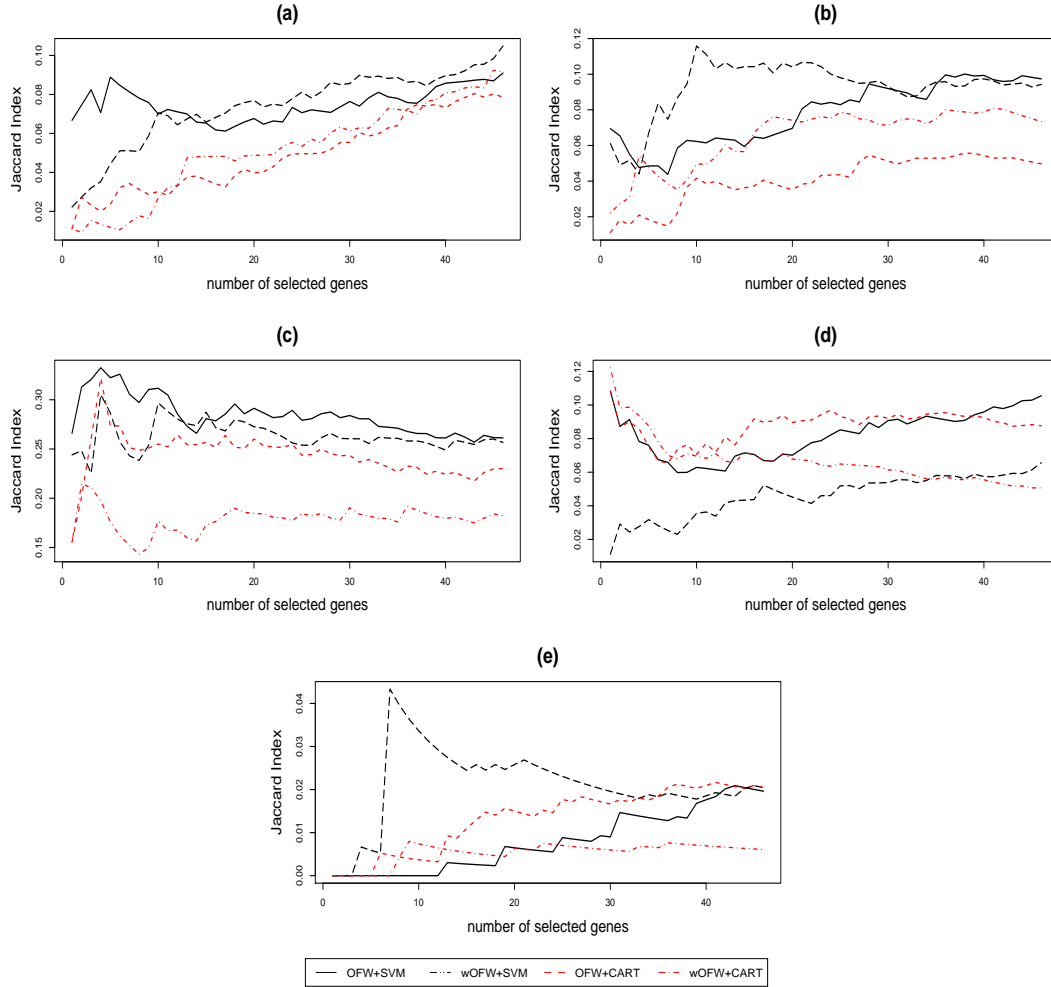 (a)
Jaccard Index
0.02 0.04 0.06 0.08 0.10
0 10 20 30 40
number of selected genes
(b)
Jaccard Index
0.00 0.02 0.04 0.06 0.08 0.10 0.12
0 10 20 30 40
number of selected genes
(c)
Jaccard Index
0.15 0.20 0.25 0.30
0 10 20 30 40
number of selected genes
(d)
Jaccard Index
0.02 0.04 0.06 0.08 0.10 0.12
0 10 20 30 40
number of selected genes
(e)
Jaccard Index
0.00 0.01 0.02 0.03 0.04
0 10 20 30 40
number of selected genes
OFW+SVM wOFW+SVM OFW+CART wOFW+CART